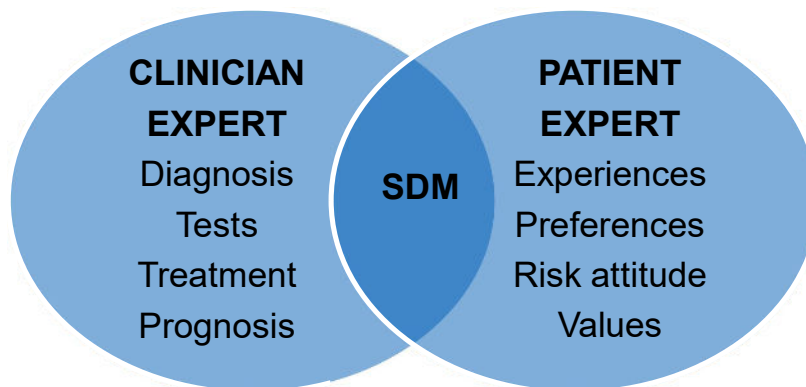 CLINICIAN
EXPERT
Diagnosis
Tests
Treatment
Prognosis
SDM
PATIENT
EXPERT
Experiences
Preferences
Risk attitude
Values